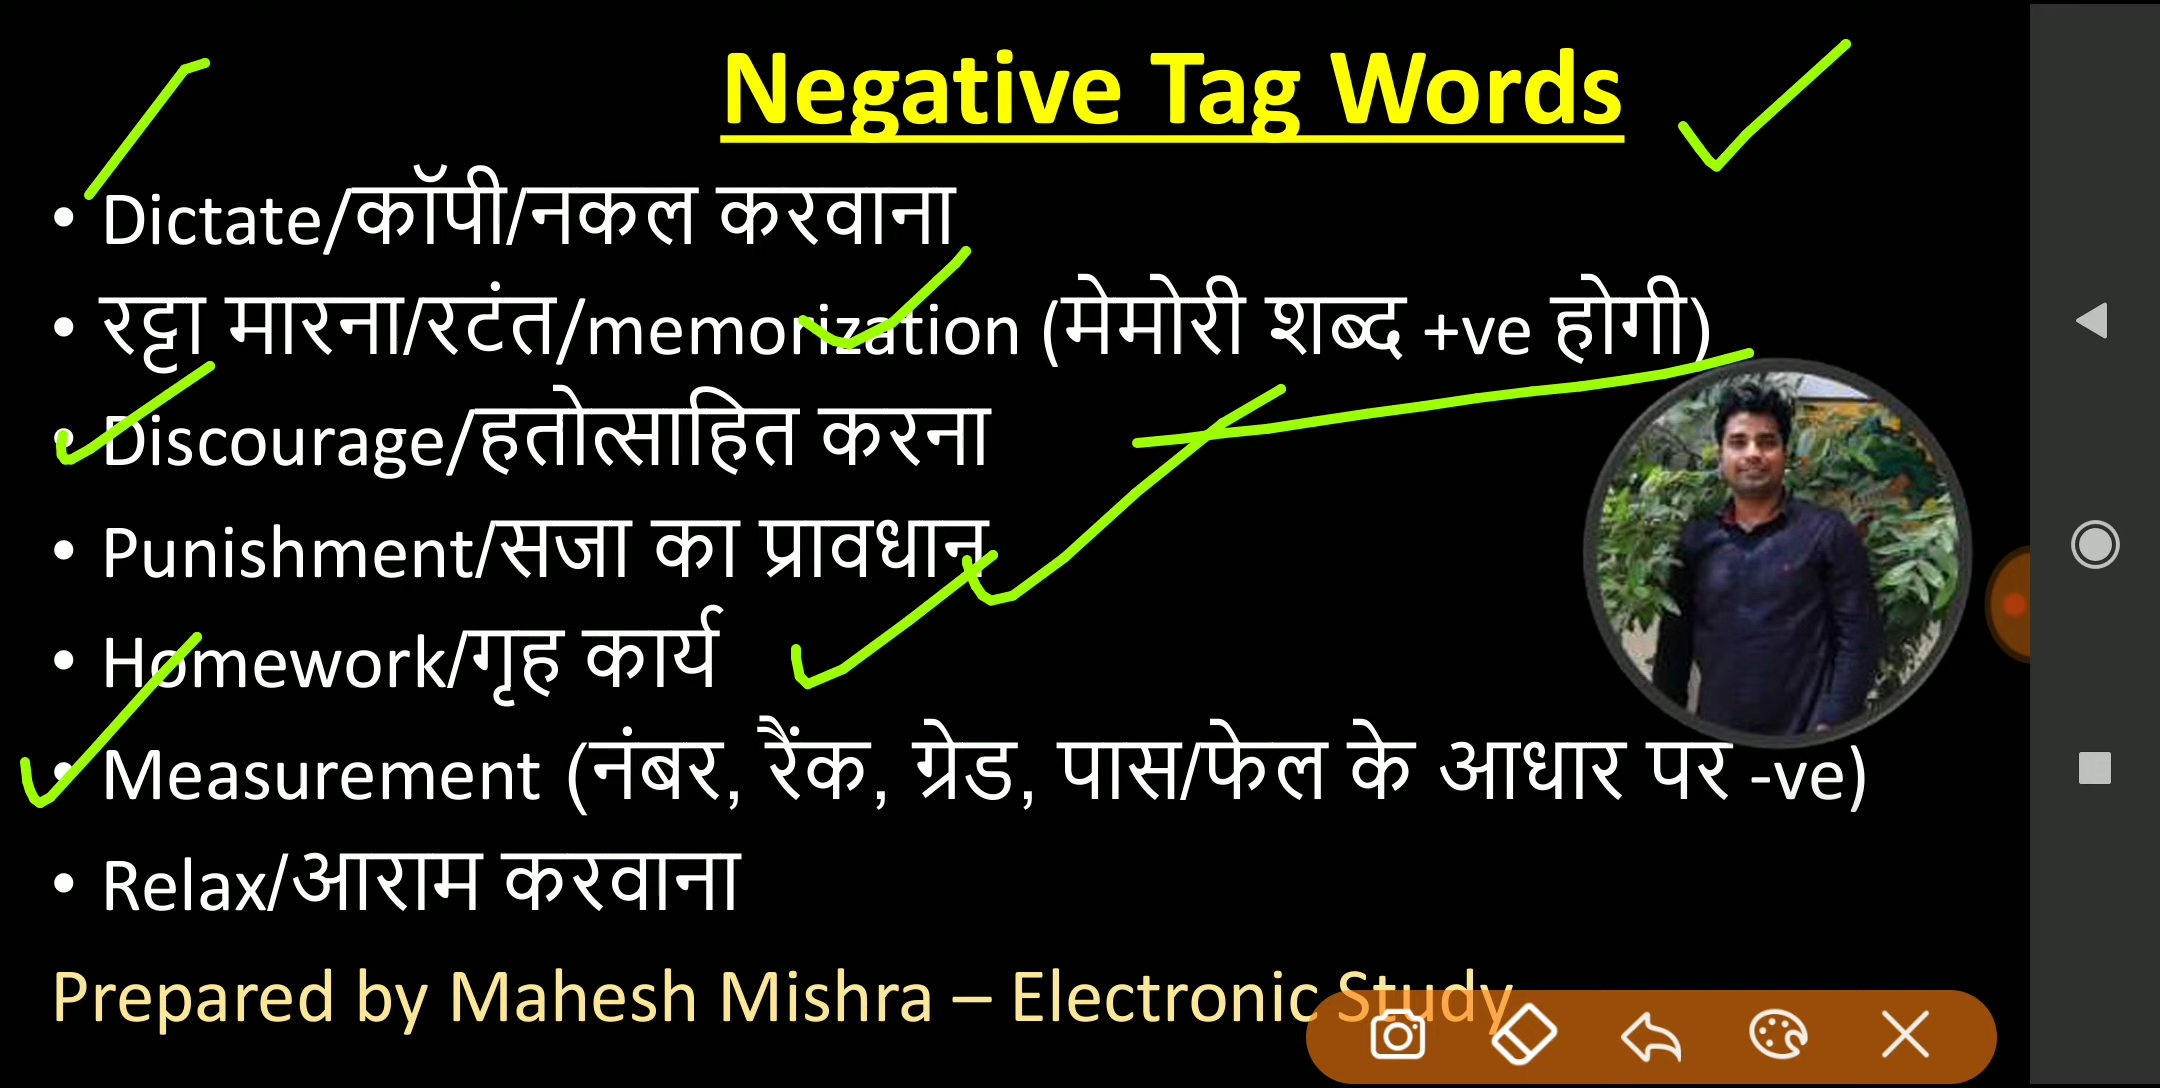 Negative Tag Words
• Dictate/कॉपी/नकल करवाना
• रट्टा मारना/रटंत/memorization (मेमोरी शब्द +ve होगी)
• Discourage/हतोत्साहित करना
• Punishment/सजा का प्रावधान
• Homework/गृह कार्य
• Measurement (नंबर, रैंक, ग्रेड, पास/फेल के आधार पर -ve)
• Relax/आराम करवाना
Prepared by Mahesh Mishra – Electronic Study